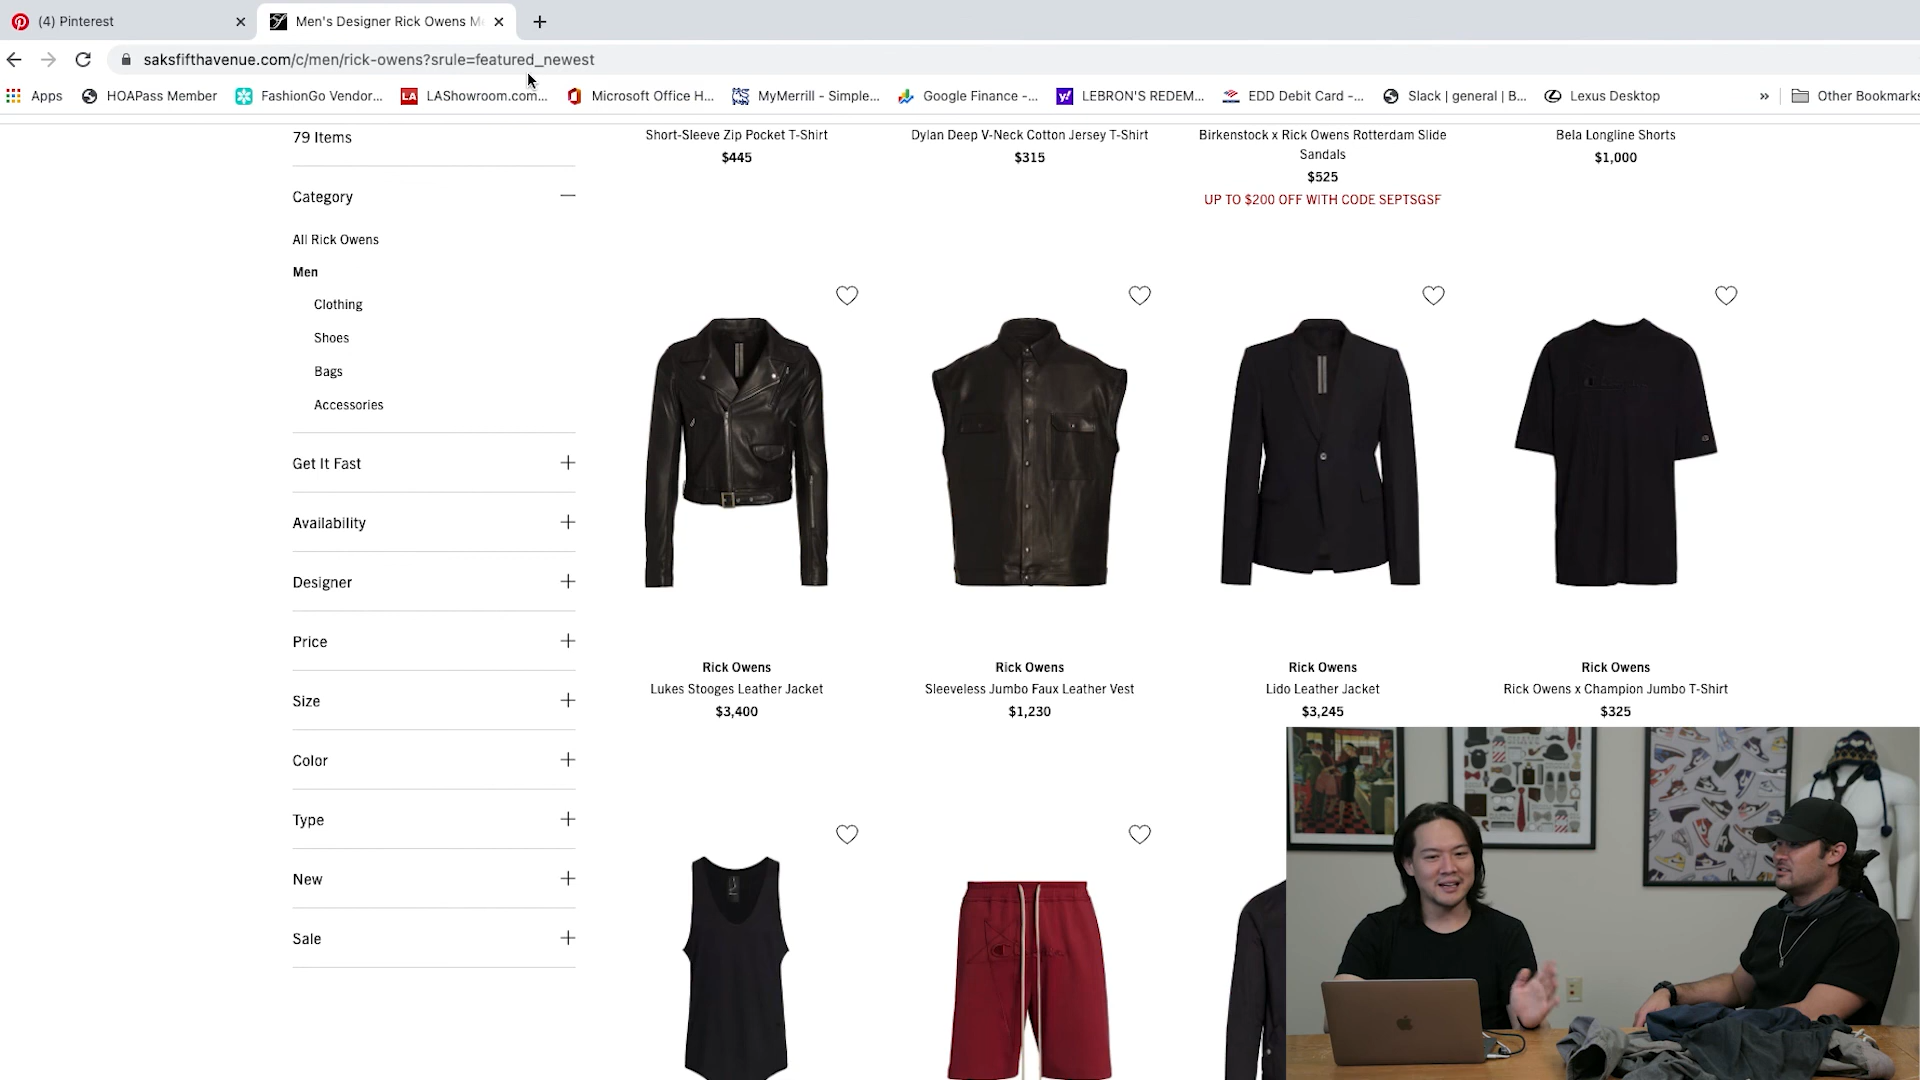 (4) Pinterest
Men's Designer Rick Owens M
saksfifthavenue.com/c/men/rick-owens?srule=featured_newest
Apps
HOAPass Member
FashionGo Vendor...
LA
LAShowroom.com...
Microsoft Office H...
MyMerrill - Simple...
Google Finance -...
y!
LEBRON'S REDEM...
EDD Debit Card -...
Slack | general | B...
Lexus Desktop
»
Other Bookmarks
79 Items
Category
All Rick Owens
Men
Clothing
Shoes
Bags
Accessories
Get It Fast
Availability
Designer
Price
Size
Color
Type
New
Sale
Short-Sleeve Zip Pocket T-Shirt
$445
Dylan Deep V-Neck Cotton Jersey T-Shirt
$315
Birkenstock x Rick Owens Rotterdam Slide
Sandals
$525
UP TO $200 OFF WITH CODE SEPTSGSF
Bela Longline Shorts
$1,000
Rick Owens
Lukes Stooges Leather Jacket
$3,400
Rick Owens
Sleeveless Jumbo Faux Leather Vest
$1,230
Rick Owens
Lido Leather Jacket
$3,245
Rick Owens
Rick Owens x Champion Jumbo T-Shirt
$325